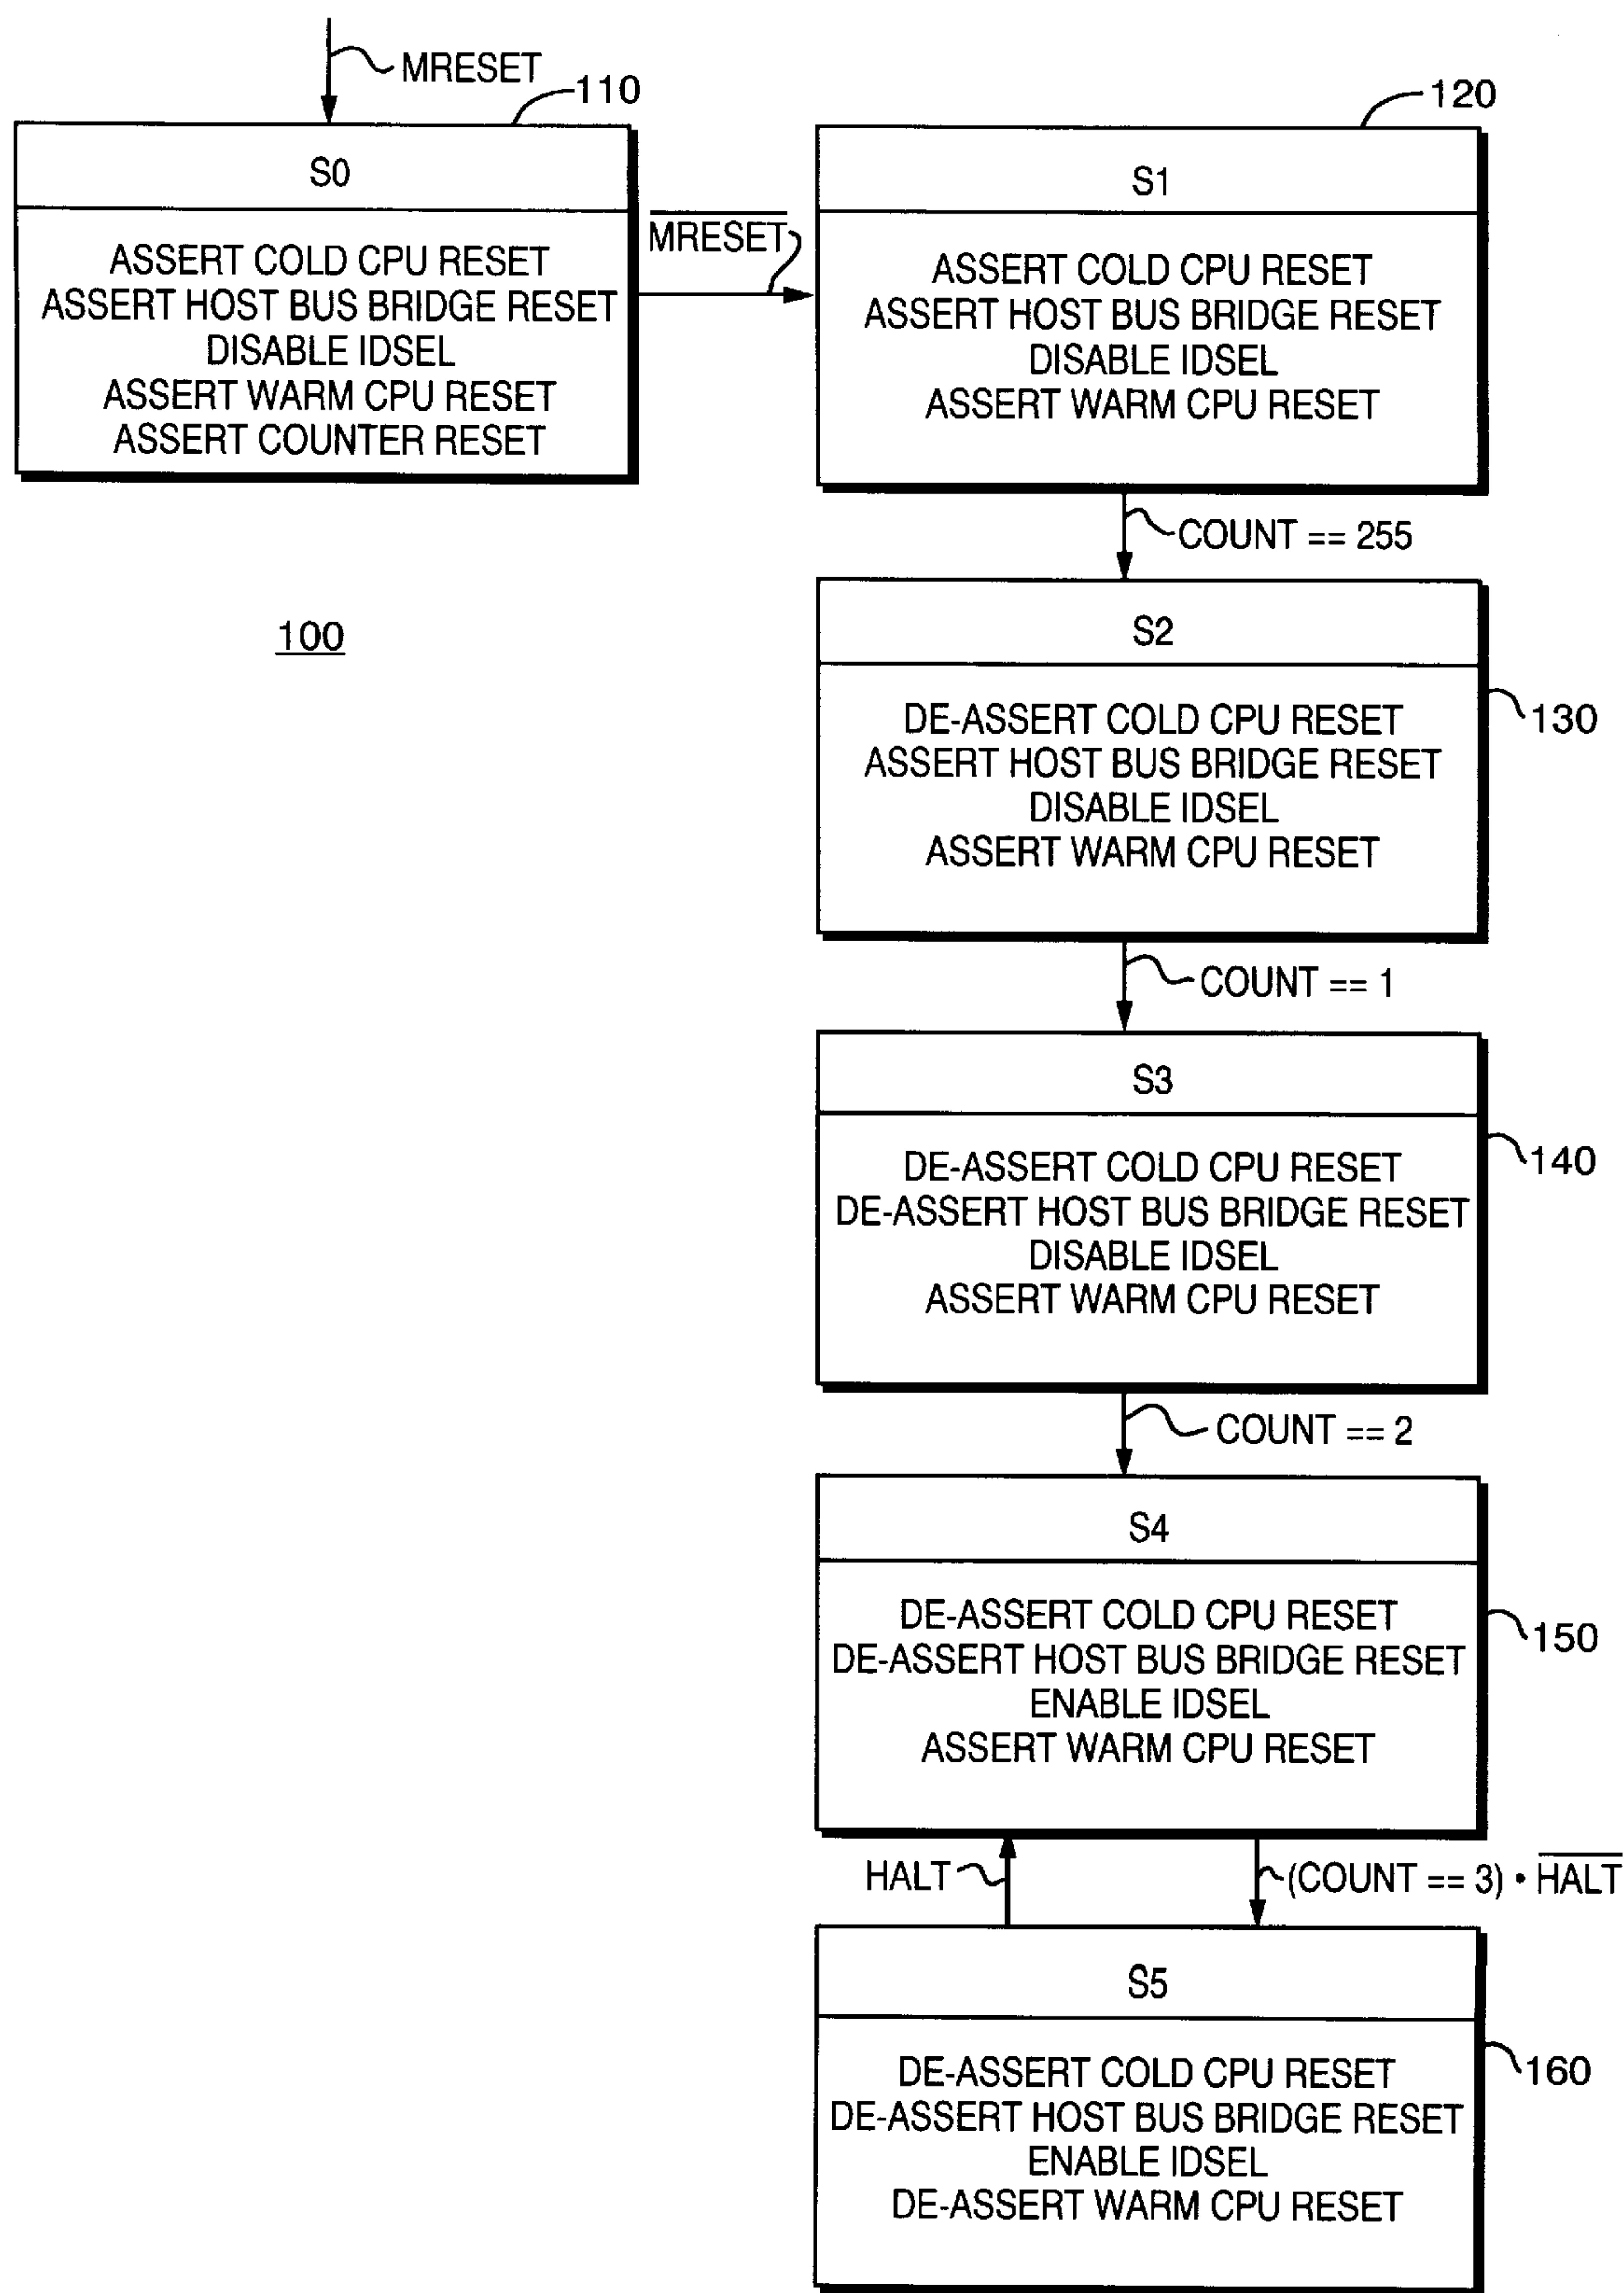 MRESET
110
S0
ASSERT COLD CPU RESET
ASSERT HOST BUS BRIDGE RESET
DISABLE IDSEL
ASSERT WARM CPU RESET
ASSERT COUNTER RESET
MRESET
120
S1
ASSERT COLD CPU RESET
ASSERT HOST BUS BRIDGE RESET
DISABLE IDSEL
ASSERT WARM CPU RESET
COUNT == 255
100
S2
130
DE-ASSERT COLD CPU RESET
ASSERT HOST BUS BRIDGE RESET
DISABLE IDSEL
ASSERT WARM CPU RESET
COUNT == 1
S3
140
DE-ASSERT COLD CPU RESET
DE-ASSERT HOST BUS BRIDGE RESET
DISABLE IDSEL
ASSERT WARM CPU RESET
COUNT == 2
S4
150
DE-ASSERT COLD CPU RESET
DE-ASSERT HOST BUS BRIDGE RESET
ENABLE IDSEL
ASSERT WARM CPU RESET
HALT
(COUNT == 3) • HALT
S5
160
DE-ASSERT COLD CPU RESET
DE-ASSERT HOST BUS BRIDGE RESET
ENABLE IDSEL
DE-ASSERT WARM CPU RESET